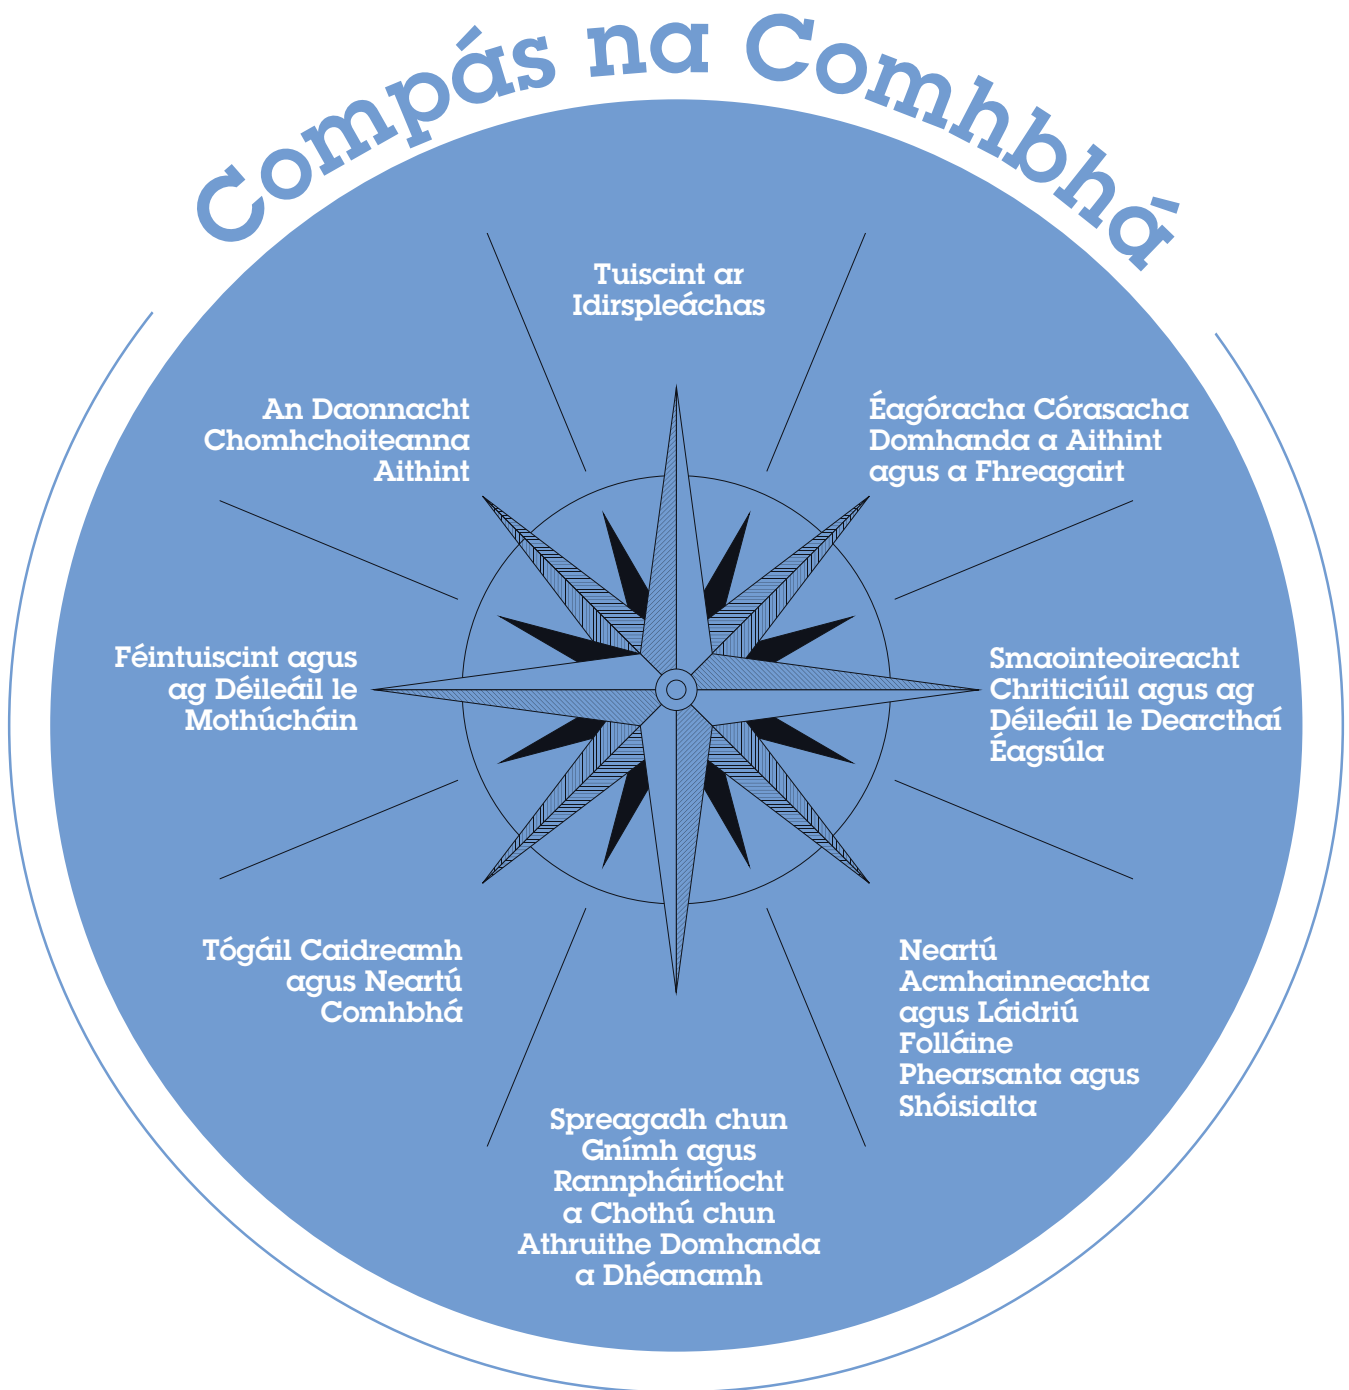 Compás na Comhbhá
Tuiscint ar
Idirspleáchas
An Daonnacht
Chomhchoiteanna
Aithint
Éagóracha Córasacha
Domhanda a Aithint
agus a Fhreagairt
Féintuiscint agus
ag Déileáil le
Mothúcháin
Smaointeoireacht
Chriticiúil agus ag
Déileáil le Dearcthaí
Éagsúla
Tógáil Caidreamh
agus Neartú
Comhbhá
Neartú
Acmhainneachta
agus Láidriú
Folláine
Phearsanta agus
Shóisialta
Spreagadh chun
Gnímh agus
Rannpháirtíocht
a Chothú chun
Athruithe Domhanda
a Dhéanamh